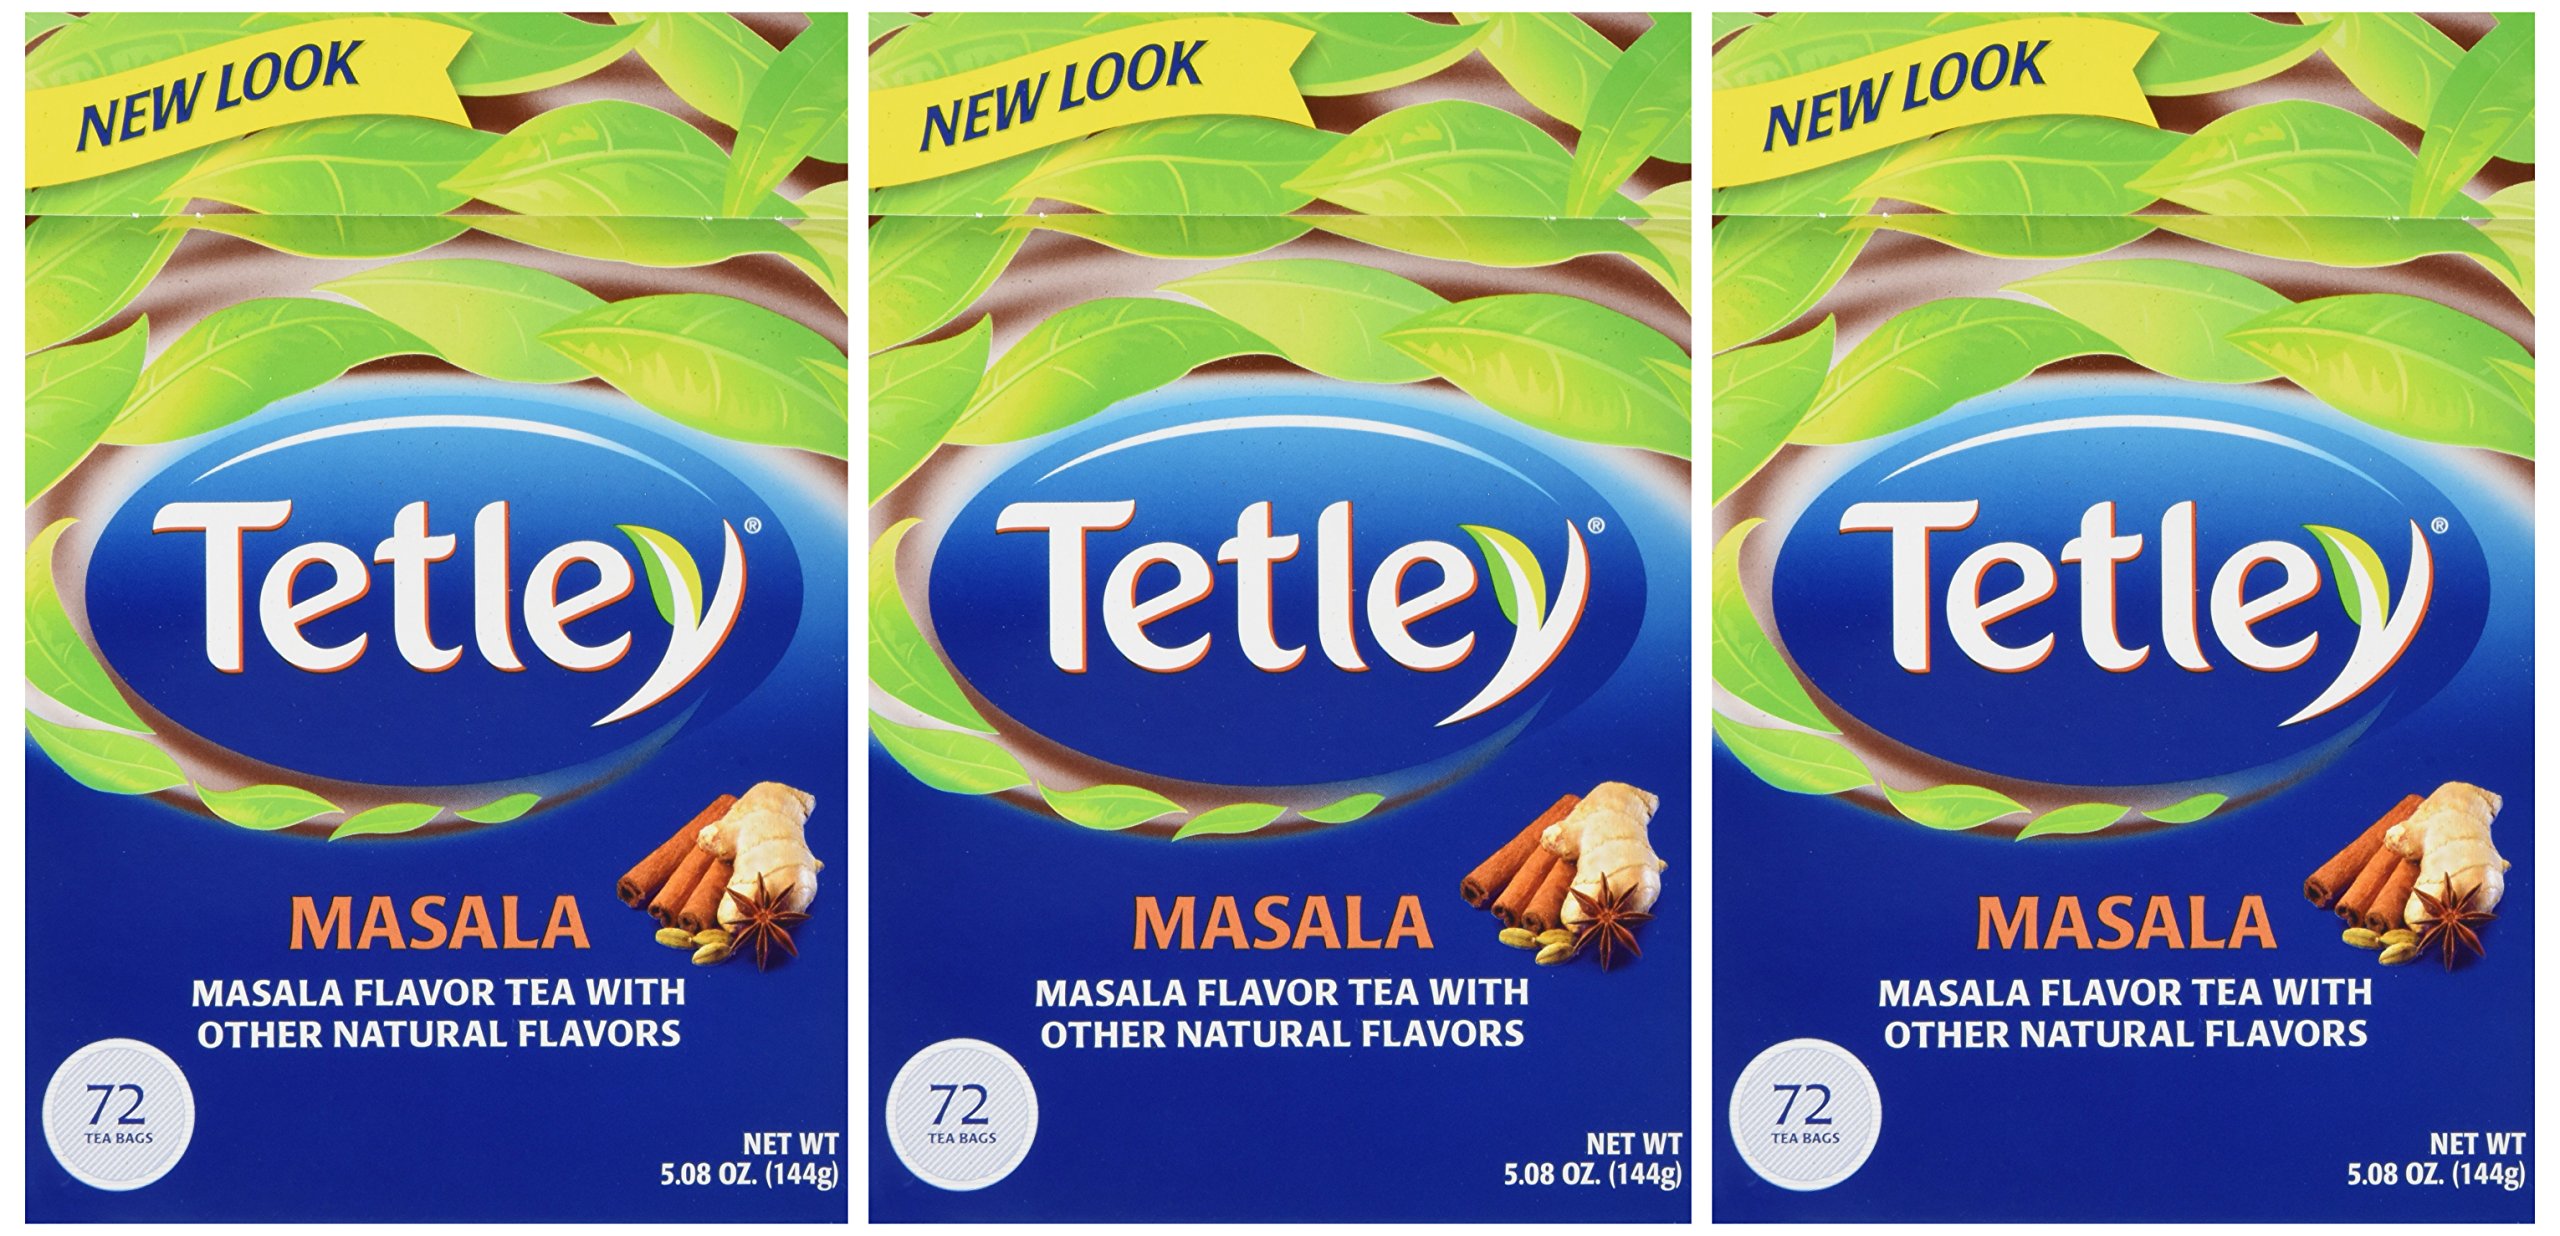 NEW LOOK
Tetley®
MASALA
MASALA FLAVOR TEA WITH
OTHER NATURAL FLAVORS
72
TEA BAGS
NET WT
5.08 OZ. (144g)
NEW LOOK
Tetley®
MASALA
MASALA FLAVOR TEA WITH
OTHER NATURAL FLAVORS
72
TEA BAGS
NET WT
5.08 OZ. (144g)
NEW LOOK
Tetley®
MASALA
MASALA FLAVOR TEA WITH
OTHER NATURAL FLAVORS
72
TEA BAGS
NET WT
5.08 OZ. (144g)